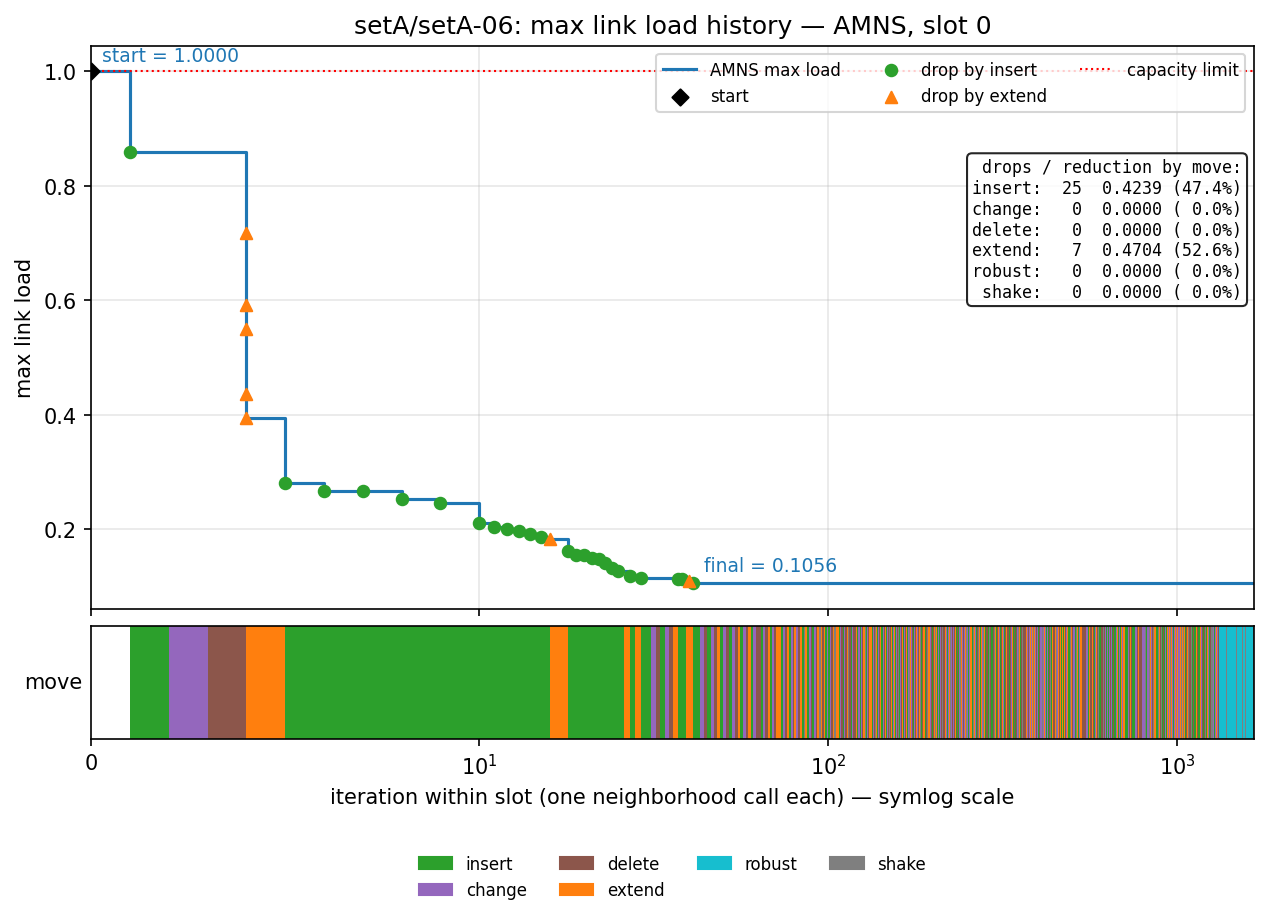 setA/setA-06: max link load history — AMNS, slot 0
start = 1.0000
AMNS max load
start
drop by insert
drop by extend
capacity limit
drops / reduction by move:
insert: 25 0.4239 (47.4%)
change: 0 0.0000 ( 0.0%)
delete: 0 0.0000 ( 0.0%)
extend: 7 0.4704 (52.6%)
robust: 0 0.0000 ( 0.0%)
shake: 0 0.0000 ( 0.0%)
1.0
0.8
0.6
0.4
0.2
max link load
final = 0.1056
move
0
10¹
10²
10³
iteration within slot (one neighborhood call each) — symlog scale
insert
change
delete
extend
robust
shake